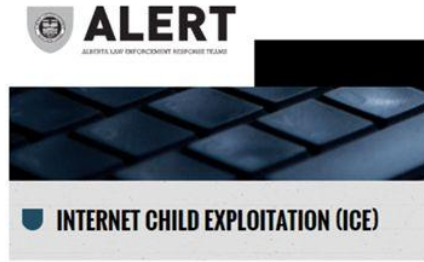 ALERT
ALBERTA LAW ENFORCEMENT RESPONSE TEAMS
INTERNET CHILD EXPLOITATION (ICE)